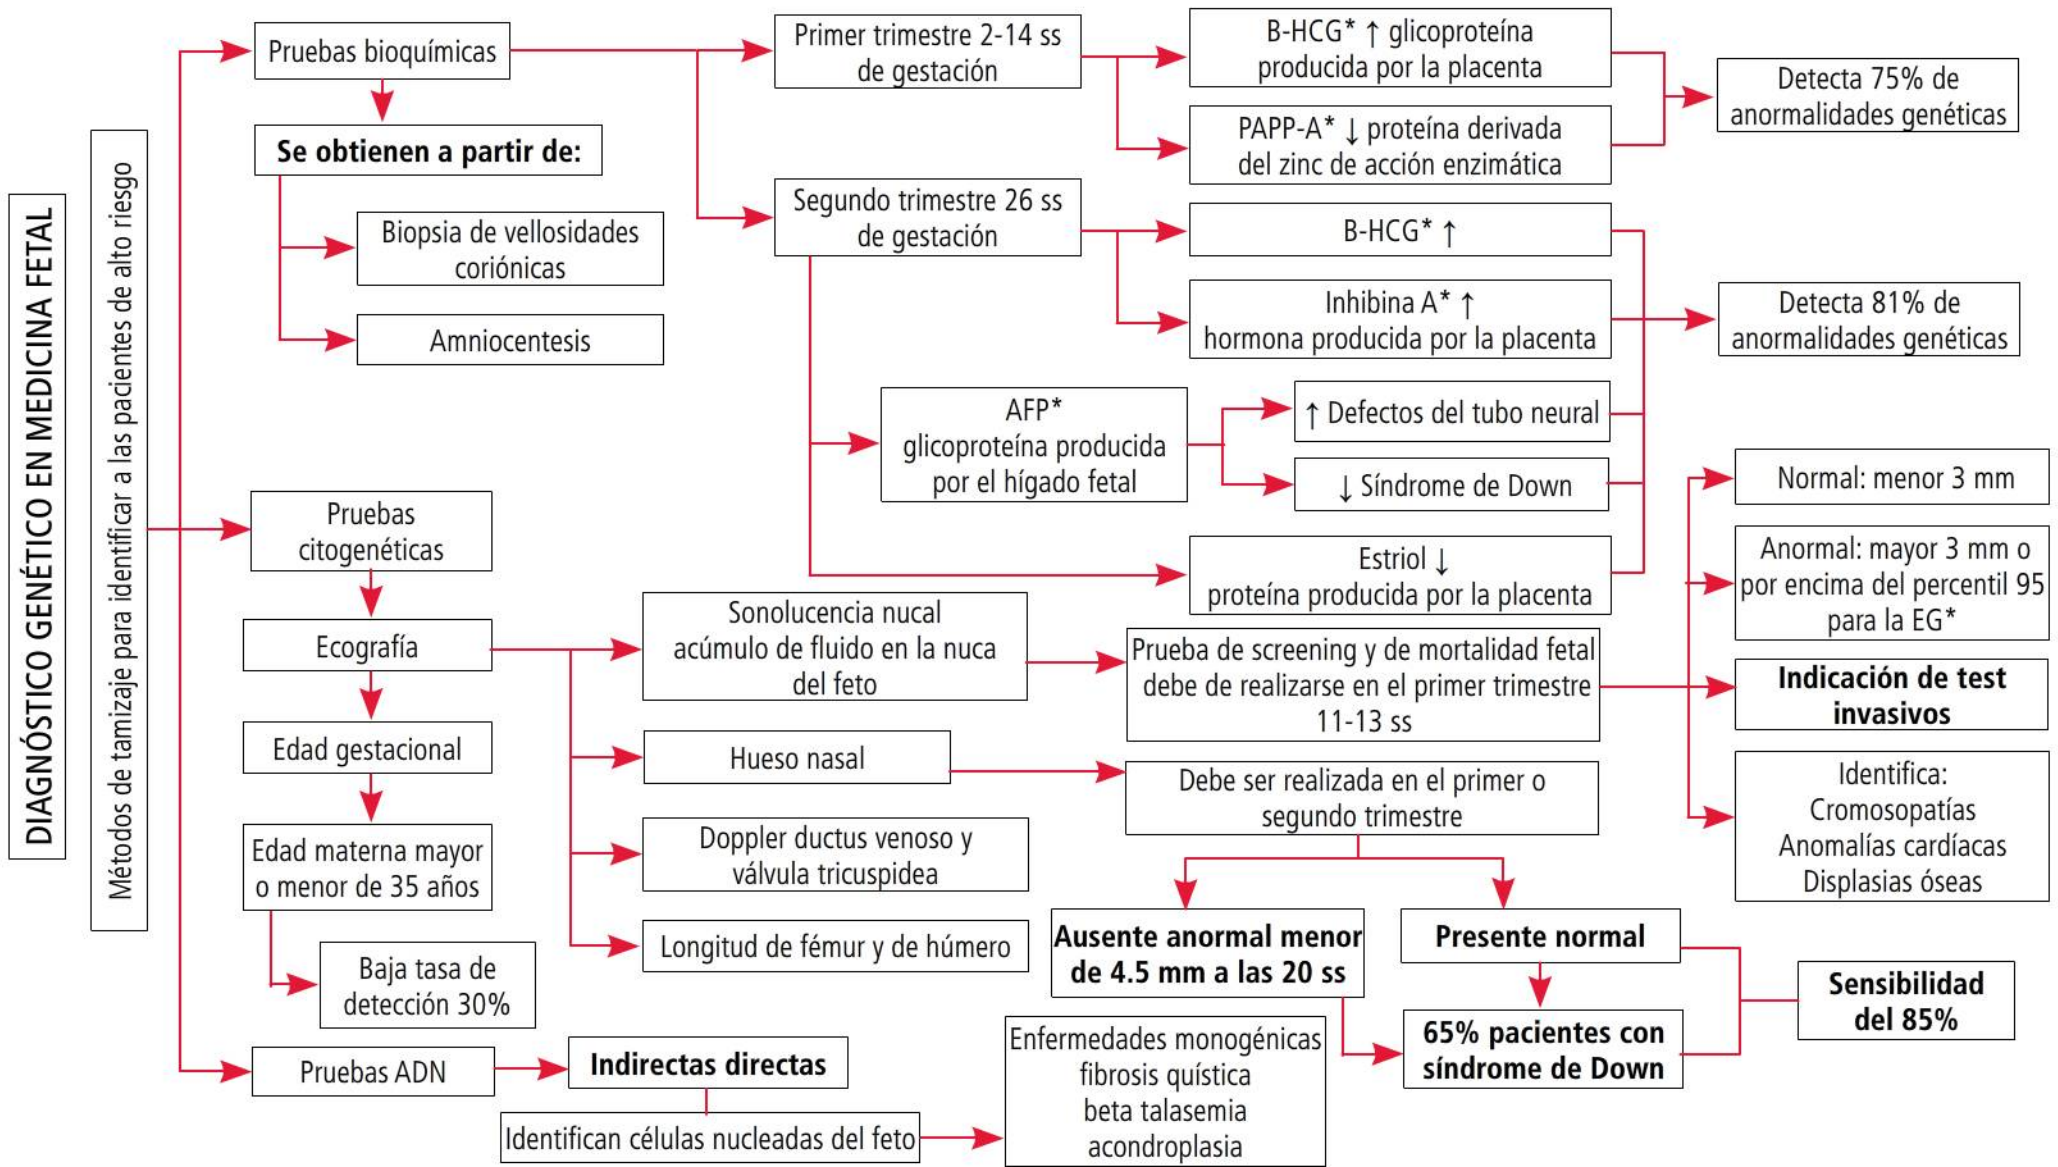 DIAGNÓSTICO GENÉTICO EN MEDICINA FETAL
Métodos de tamizaje para identificar a las pacientes de alto riesgo
Pruebas bioquímicas
Se obtienen a partir de:
Biopsia de vellosidades
coriónicas
Amniocentesis
Primer trimestre 2-14 ss
de gestación
B-HCG* ↑ glicoproteína
producida por la placenta
PAPP-A* ↓ proteína derivada
del zinc de acción enzimática
Detecta 75% de
anormalidades genéticas
Segundo trimestre 26 ss
de gestación
B-HCG* ↑
Inhibina A* ↑
hormona producida por la placenta
AFP*
glicoproteína producida
por el hígado fetal
↑ Defectos del tubo neural
↓ Síndrome de Down
Estriol ↓
proteína producida por la placenta
Detecta 81% de
anormalidades genéticas
Pruebas
citogenéticas
Ecografía
Edad gestacional
Edad materna mayor
o menor de 35 años
Baja tasa de
detección 30%
Sonolucencia nucal
acúmulo de fluido en la nuca
del feto
Prueba de screening y de mortalidad fetal
debe de realizarse en el primer trimestre
11-13 ss
Normal: menor 3 mm
Anormal: mayor 3 mm o
por encima del percentil 95
para la EG*
Indicación de test
invasivos
Identifica:
Cromosopatías
Anomalías cardíacas
Displasias óseas
Hueso nasal
Debe ser realizada en el primer o
segundo trimestre
Ausente anormal menor
de 4.5 mm a las 20 ss
Presente normal
65% pacientes con
síndrome de Down
Sensibilidad
del 85%
Doppler ductus venoso y
válvula tricuspidea
Longitud de fémur y de húmero
Pruebas ADN
Indirectas directas
Identifican células nucleadas del feto
Enfermedades monogénicas
fibrosis quística
beta talasemia
acondroplasia